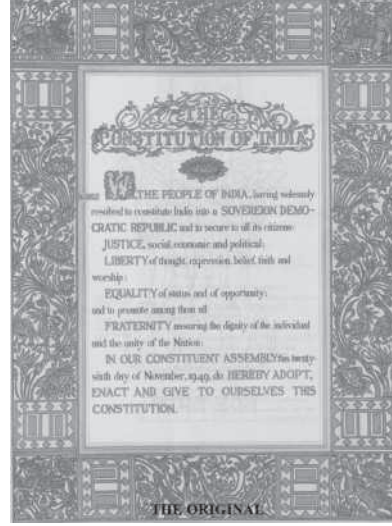 THE
CONSTITUTION OF INDIA
WE, THE PEOPLE OF INDIA, having solemnly
resolved to constitute India into a SOVEREIGN DEMO-
CRATIC REPUBLIC and to secure to all its citizens:
JUSTICE, social, economic and political;
LIBERTY of thought, expression, belief, faith and
worship;
EQUALITY of status and of opportunity;
and to promote among them all
FRATERNITY assuring the dignity of the individual
and the unity of the Nation;
IN OUR CONSTITUENT ASSEMBLY this twenty-
sixth day of November, 1949, do HEREBY ADOPT,
ENACT AND GIVE TO OURSELVES THIS
CONSTITUTION.
THE ORIGINAL